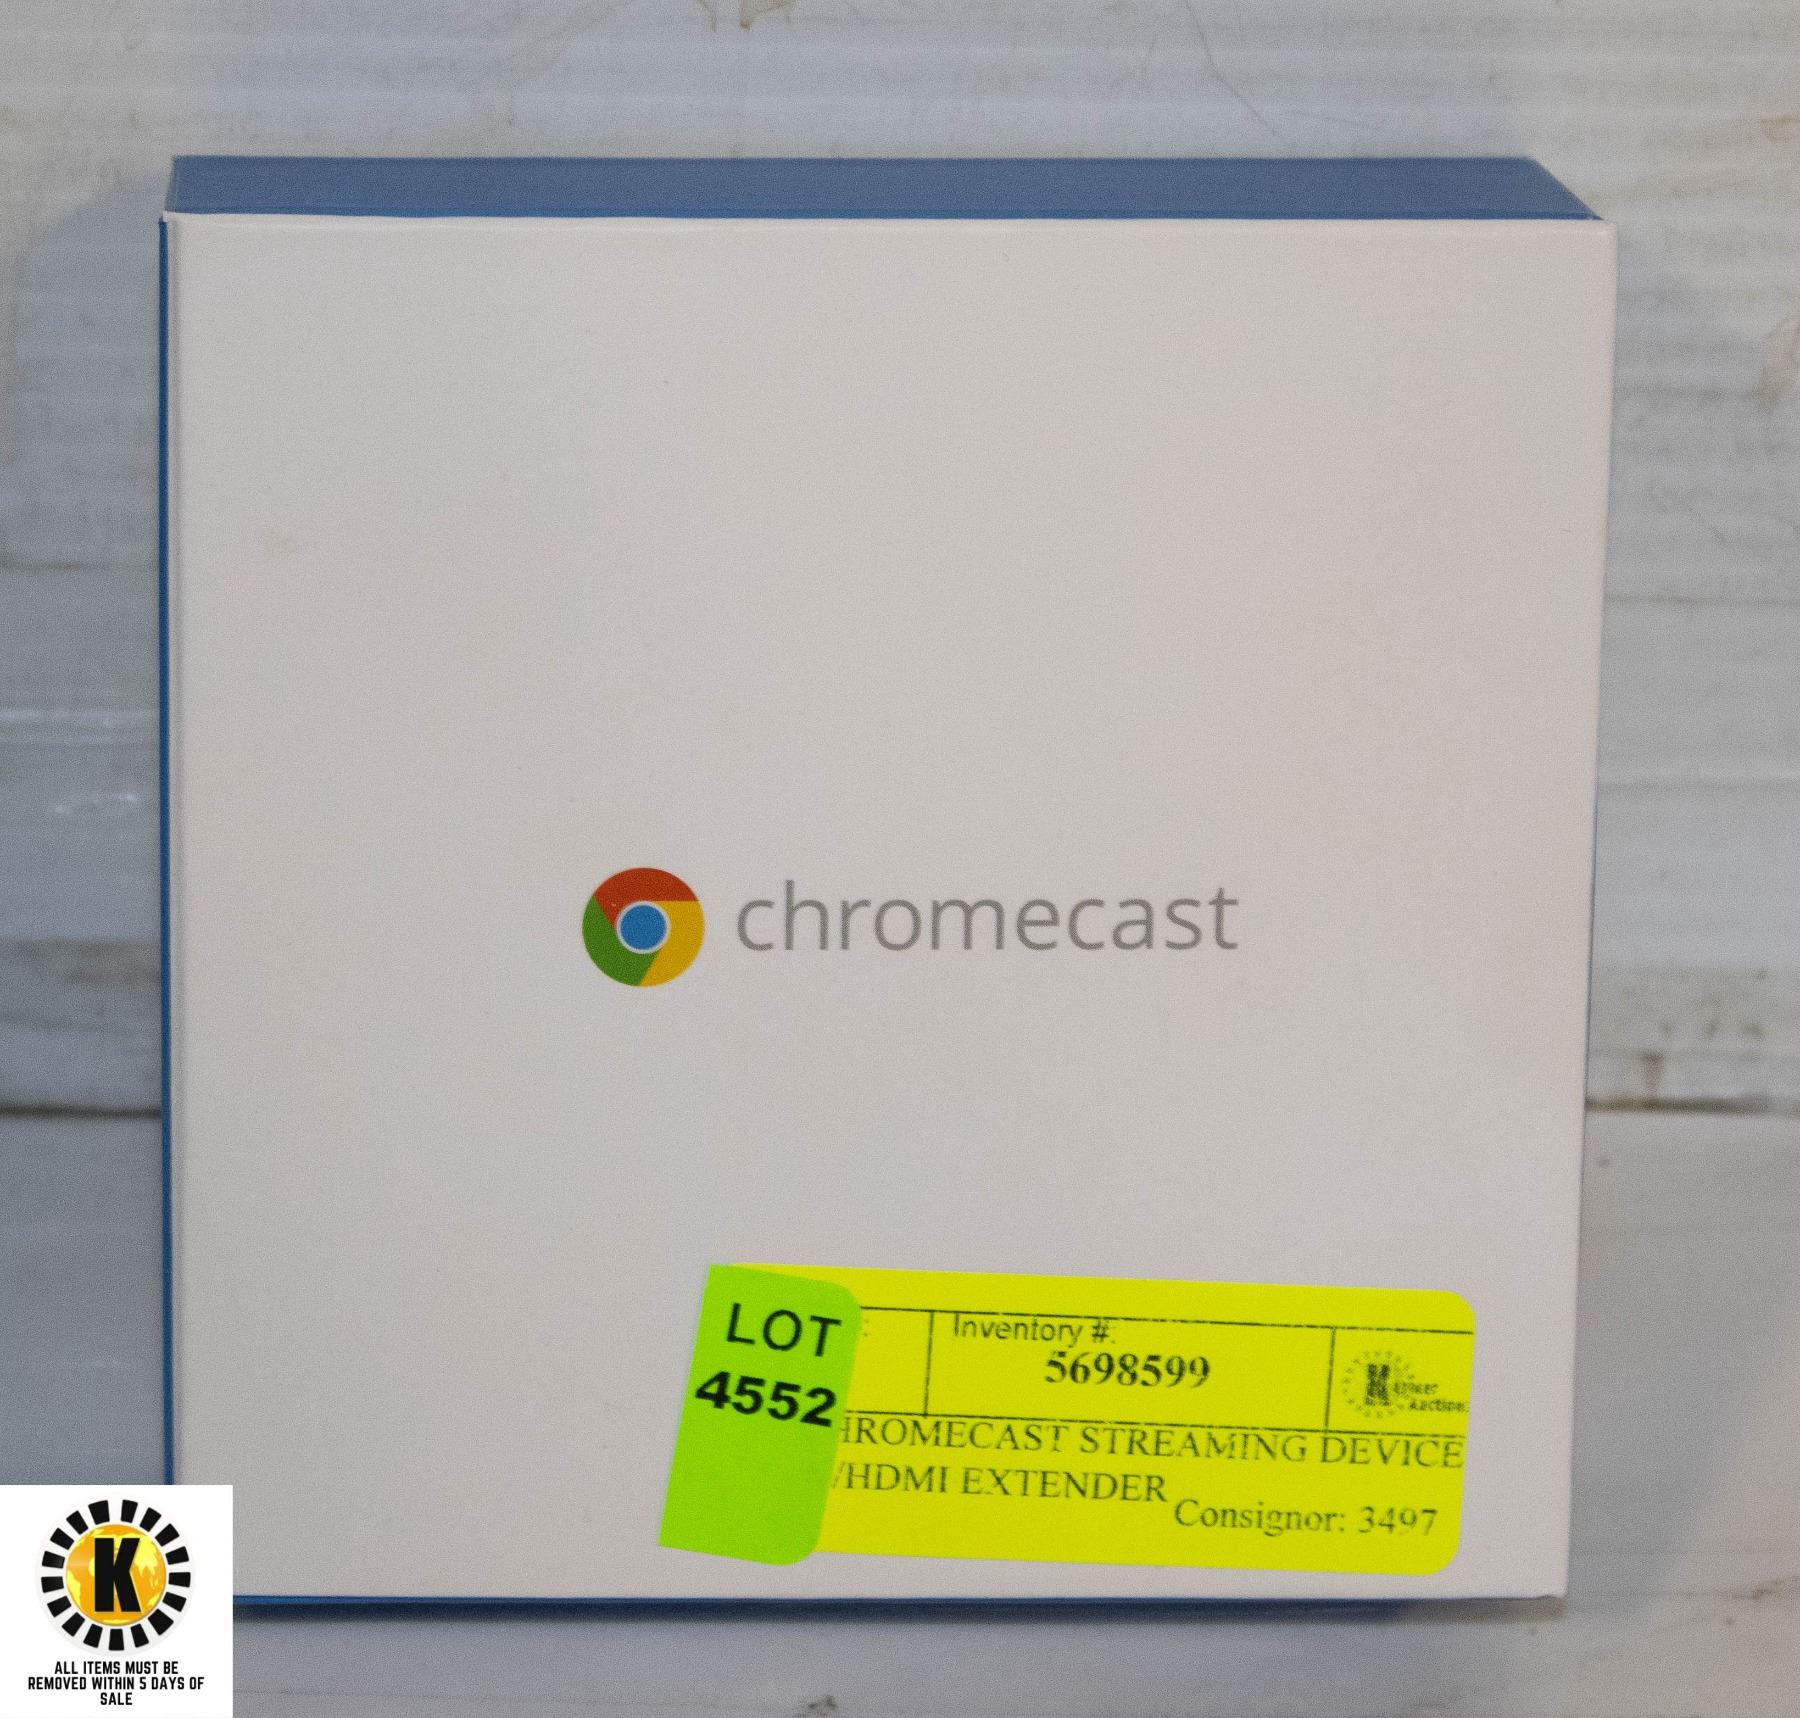 chromecast
LOT
4552
Inventory #:
5698599
HROMECAST STREAMING DEVICE
/HDMI EXTENDER
Consignor: 3497
K
ALL ITEMS MUST BE
REMOVED WITHIN 5 DAYS OF
SALE